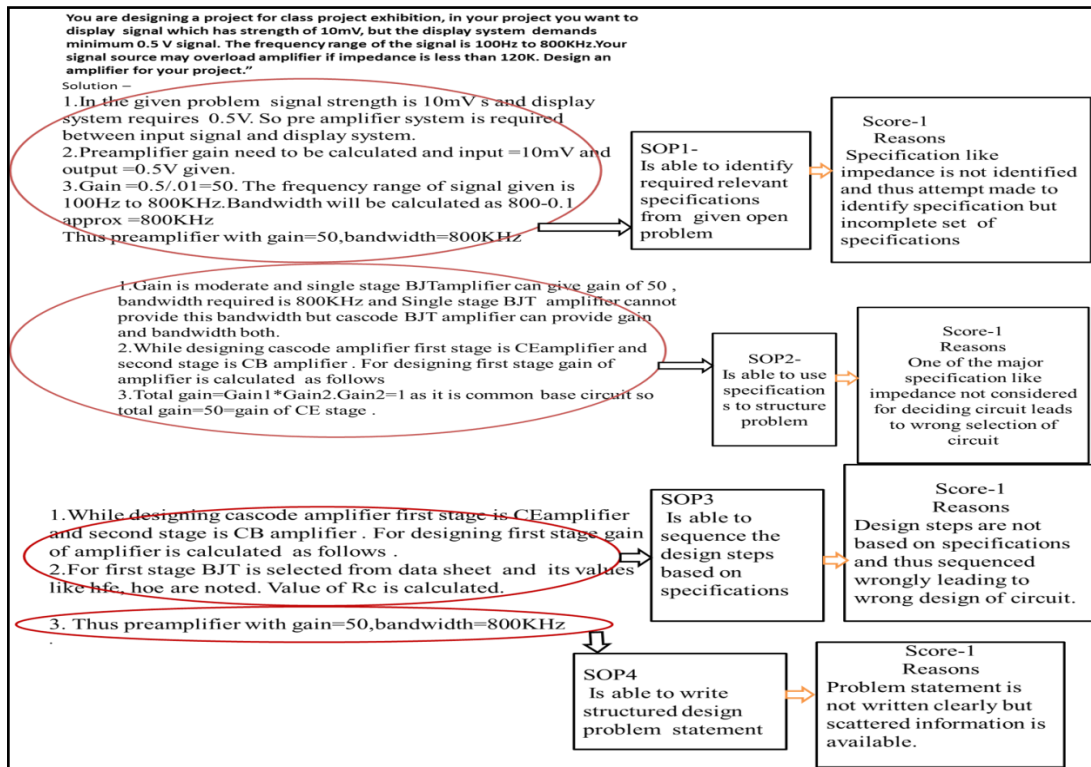 You are designing a project for class project exhibition, in your project you want to
display  signal which has strength of 10mV, but the display system  demands
minimum 0.5 V signal. The frequency range of the signal is 100Hz to 800KHz.Your
signal source may overload amplifier if impedance is less than 120K. Design an
amplifier for your project.”
Solution –
1.In the given problem  signal strength is 10mV s and display
system requires  0.5V. So pre amplifier system is required
between input signal and display system.
2.Preamplifier gain need to be calculated and input =10mV and
output =0.5V given.
3.Gain =0.5/.01=50. The frequency range of signal given is
100Hz to 800KHz.Bandwidth will be calculated as 800-0.1
approx =800KHz
Thus preamplifier with gain=50,bandwidth=800KHz
SOP1-
Is able to identify
required relevant
specifications
from  given open
problem
Score-1
Reasons
Specification like
impedance is not identified
and thus attempt made to
identify specification but
incomplete set  of
specifications
1.Gain is moderate and single stage BJTamplifier can give gain of 50 ,
bandwidth required is 800KHz and Single stage BJT  amplifier cannot
provide this bandwidth but cascode BJT amplifier can provide gain
and bandwidth both.
2.While designing cascode amplifier first stage is CEamplifier and
second stage is CB amplifier . For designing first stage gain of
amplifier is calculated  as follows
3.Total gain=Gain1*Gain2.Gain2=1 as it is common base circuit so
total gain=50=gain of CE stage .
SOP2-
Is able to use
specification
s to structure
problem
Score-1
Reasons
One of the major
specification like
impedance not considered
for deciding circuit leads
to wrong selection of
circuit
1.While designing cascode amplifier first stage is CEamplifier
and second stage is CB amplifier . For designing first stage gain
of amplifier is calculated  as follows .
2.For first stage BJT is selected from data sheet  and  its values
like hfe, hoe are noted. Value of Rc is calculated.
SOP3
Is able to
sequence the
design steps
based on
specifications
Score-1
Reasons
Design steps are not
based on specifications
and thus sequenced
wrongly leading to
wrong design of circuit.
3. Thus preamplifier with gain=50,bandwidth=800KHz
.
SOP4
Is able to write
structured design
problem  statement
Score-1
Reasons
Problem statement is
not written clearly but
scattered information is
available.